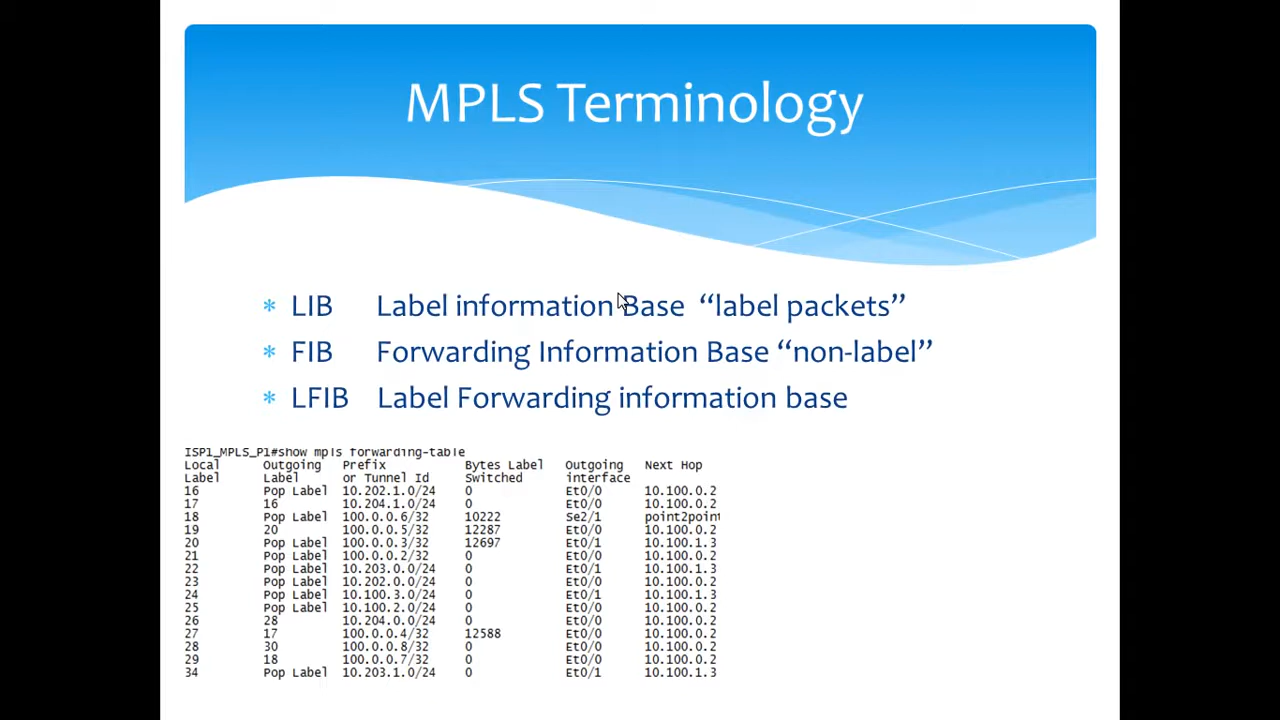 MPLS Terminology
* LIB Label information Base “label packets”
* FIB Forwarding Information Base “non-label”
* LFIB Label Forwarding information base
ISP1_MPLS_P1#show mpls forwarding-table
Local Outgoing Prefix Bytes Label Outgoing Next Hop
Label Label or Tunnel Id Switched interface
16 Pop Label 10.202.1.0/24 0 Et0/0 10.100.0.2
17 16 10.204.1.0/24 0 Et0/0 10.100.0.2
18 Pop Label 100.0.0.6/32 10222 Se2/1 point2point
19 20 100.0.0.5/32 12287 Et0/0 10.100.0.2
20 Pop Label 100.0.0.3/32 12697 Et0/1 10.100.1.3
21 Pop Label 100.0.0.2/32 0 Et0/0 10.100.0.2
22 Pop Label 10.203.0.0/24 0 Et0/1 10.100.1.3
23 Pop Label 10.202.0.0/24 0 Et0/0 10.100.0.2
24 Pop Label 10.100.3.0/24 0 Et0/1 10.100.1.3
25 Pop Label 10.100.2.0/24 0 Et0/0 10.100.0.2
26 28 10.204.0.0/24 0 Et0/0 10.100.0.2
27 17 100.0.0.4/32 12588 Et0/0 10.100.0.2
28 30 100.0.0.8/32 0 Et0/0 10.100.0.2
29 18 100.0.0.7/32 0 Et0/0 10.100.0.2
34 Pop Label 10.203.1.0/24 0 Et0/1 10.100.1.3